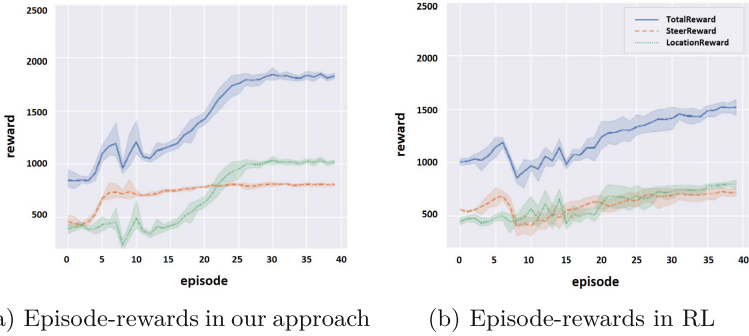 2500
2000
1500
1000
500
reward
0 5 10 15 20 25 30 35 40
episode
2500
2000
1500
1000
500
reward
TotalReward
SteerReward
LocationReward
0 5 10 15 20 25 30 35 40
episode
a) Episode-rewards in our approach
(b) Episode-rewards in RL